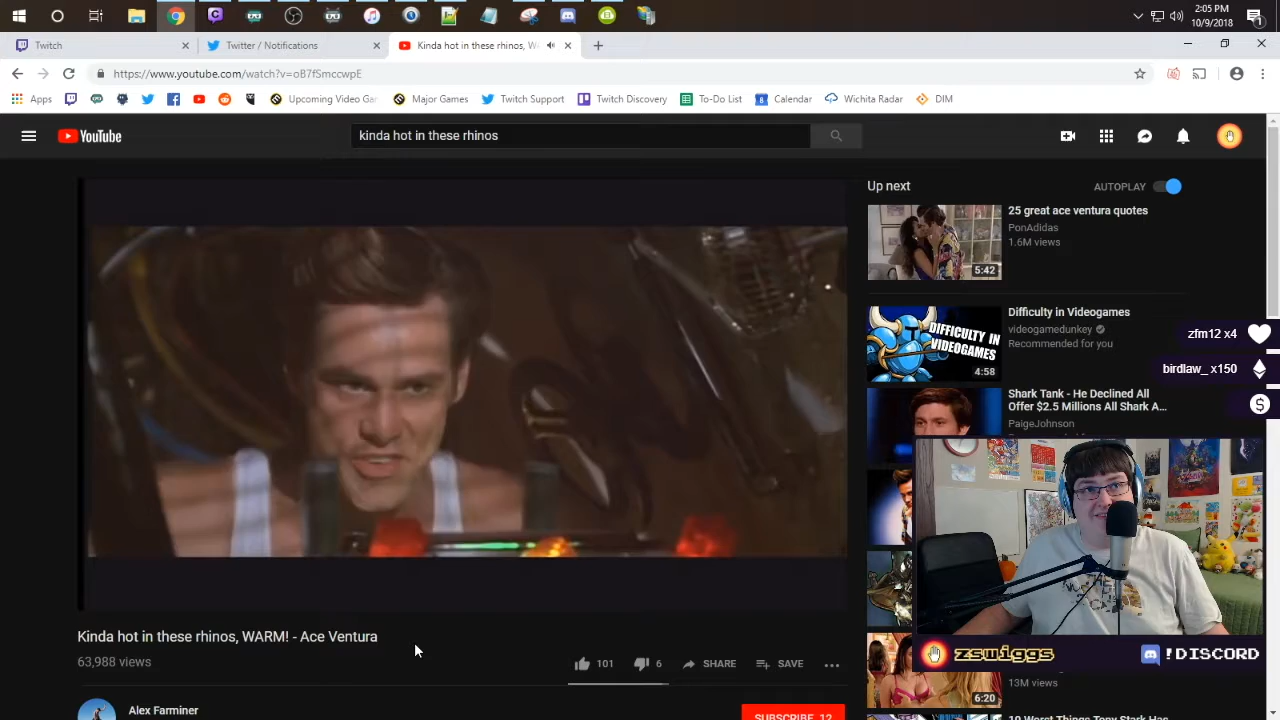 2:05 PM
10/9/2018
1
Twitch
Twitter / Notifications
Kinda hot in these rhinos, W
https://www.youtube.com/watch?v=oB7fSmccwpE
Apps
Upcoming Video Gar
Major Games
Twitch Support
Twitch Discovery
To-Do List
Calendar
Wichita Radar
DIM
YouTube
kinda hot in these rhinos
Up next
AUTOPLAY
25 great ace ventura quotes
PonAdidas
1.6M views
5:42
DIFFICULTY IN
VIDEOGAMES
4:58
Difficulty in Videogames
videogamedunkey
Recommended for you
zfm12 x4
birdlaw_ x150
Shark Tank - He Declined All
Offer $2.5 Millions All Shark A...
PaigeJohnson
zswiggs
!DISCORD
13M views
6:20
Kinda hot in these rhinos, WARM! - Ace Ventura
63,988 views
101
6
SHARE
SAVE
Alex Farminer
SUBSCRIBE 12
10 Worst Things Tony Stark Has